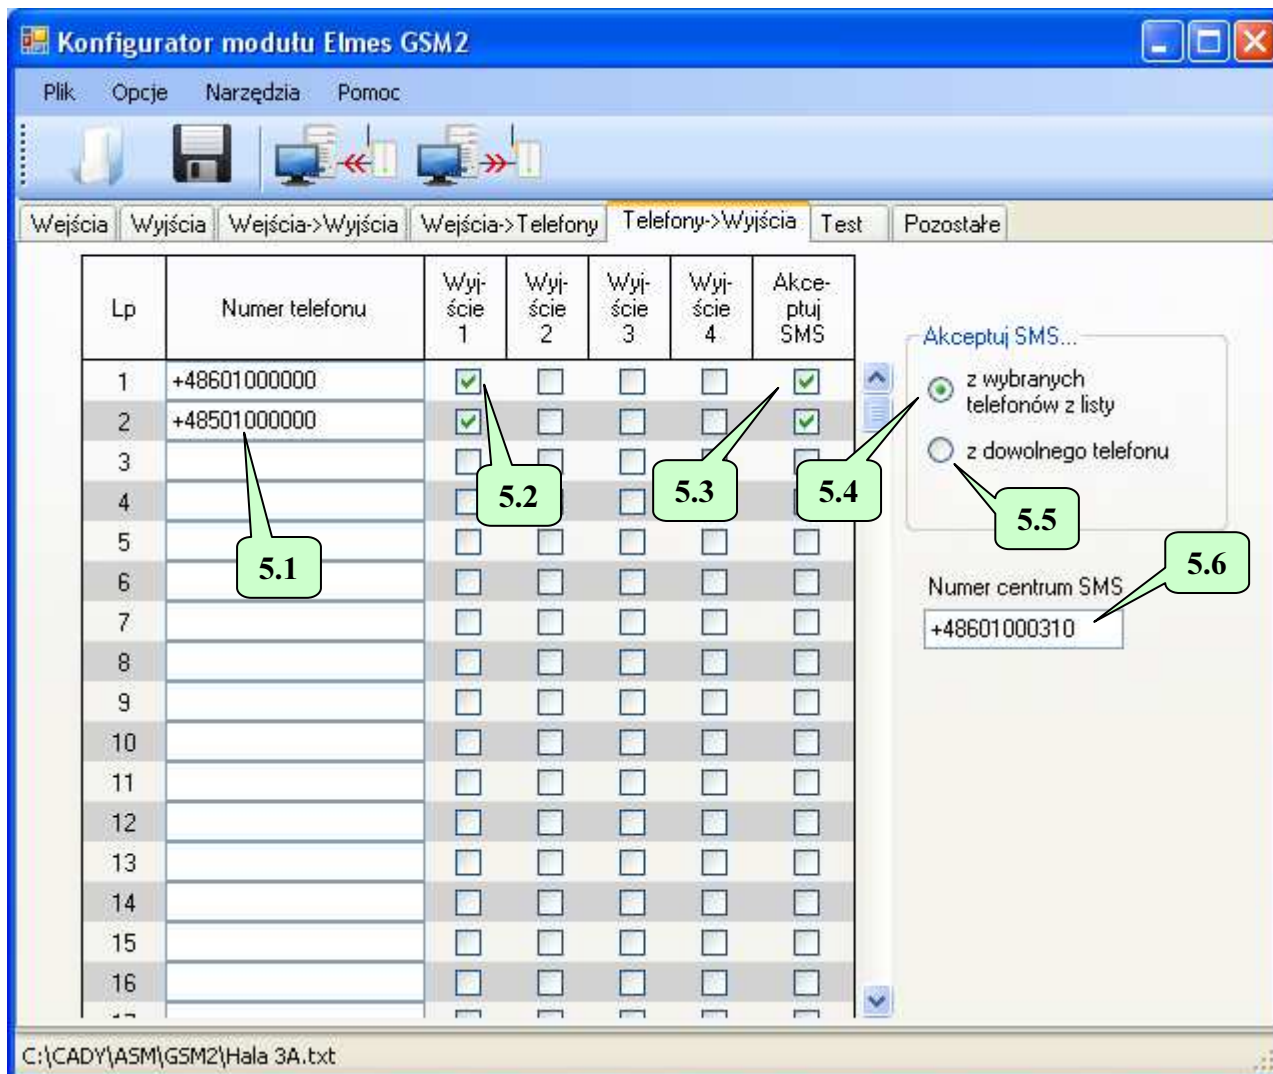 Konfigurator modułu Elmes GSM2
Plik Opcje Narzędzia Pomoc
Wejścia Wyjścia Wejścia->Wyjścia Wejścia->Telefony Telefony->Wyjścia Test Pozostałe
Lp Numer telefonu Wyj- Wyj- Wyj- Wyj- Akce-
ście ście ście ście ptuj
1 2 3 4 SMS
Akceptuj SMS...
1 +48601000000
z wybranych
telefonów z listy
2 +48501000000
3
z dowolnego telefonu
4
5.2 5.3 5.4
5.5
5
5.1
5.6
6
Numer centrum SMS
7
+48601000310
8
9
10
11
12
13
14
15
16
C:\CADY\ASM\GSM2\Hala 3A.txt